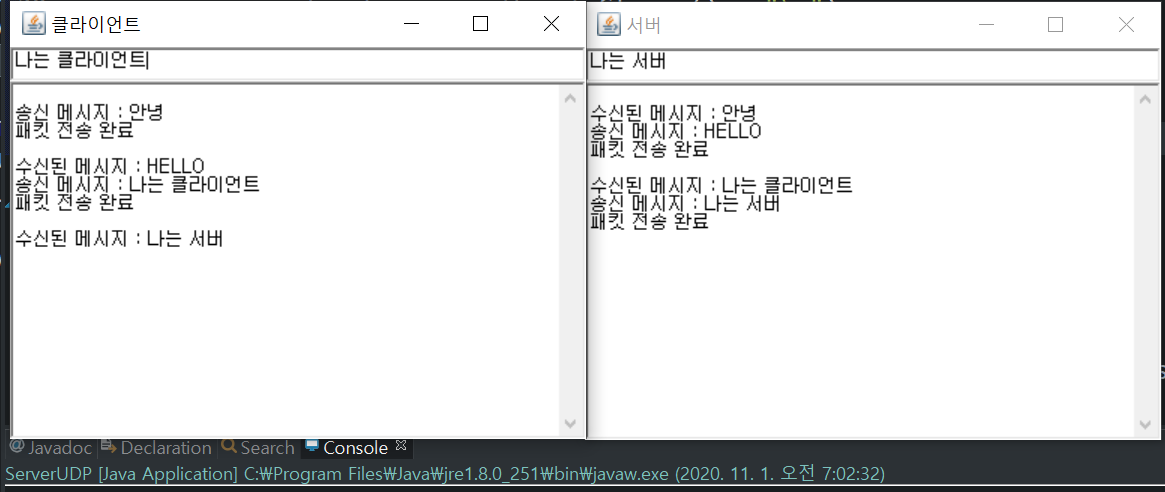 클라이언트
나는 클라이언트
송신 메시지 : 안녕
패킷 전송 완료
수신된 메시지 : HELLO
송신 메시지 : 나는 클라이언트
패킷 전송 완료
수신된 메시지 : 나는 서버
서버
나는 서버
수신된 메시지 : 안녕
송신 메시지 : HELLO
패킷 전송 완료
수신된 메시지 : 나는 클라이언트
송신 메시지 : 나는 서버
패킷 전송 완료
@ Javadoc Declaration Search Console
ServerUDP [Java Application] C:₩Program Files₩Java₩jre1.8.0_251₩bin₩javaw.exe (2020. 11. 1. 오전 7:02:32)